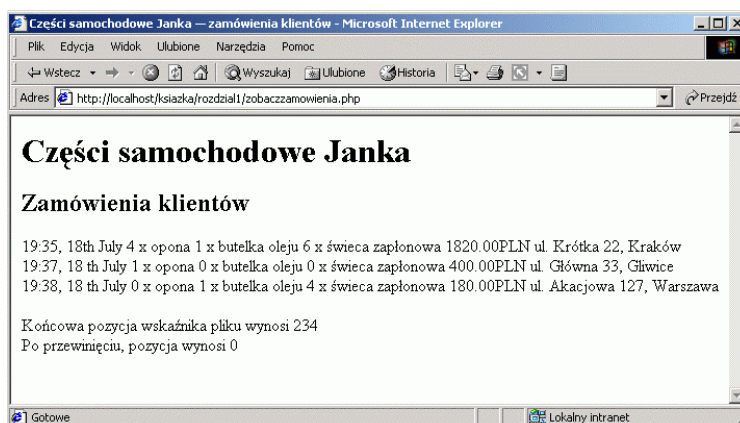 Części samochodowe Janka — zamówienia klientów - Microsoft Internet Explorer
Plik Edycja Widok Ulubione Narzędzia Pomoc
Wstecz Wyszukaj Ulubione Historia
Adres http://localhost/ksiazka/rozdzial1/zobaczzamowienia.php Przejdź
Części samochodowe Janka
Zamówienia klientów
19:35, 18th July 4 x opona 1 x butelka oleju 6 x świeca zapłonowa 1820.00PLN ul. Krótka 22, Kraków
19:37, 18 th July 1 x opona 0 x butelka oleju 0 x świeca zapłonowa 400.00PLN ul. Główna 33, Gliwice
19:38, 18 th July 0 x opona 1 x butelka oleju 4 x świeca zapłonowa 180.00PLN ul. Akacjowa 127, Warszawa
Końcowa pozycja wskaźnika pliku wynosi 234
Po przewinięciu, pozycja wynosi 0
Gotowe Lokalny intranet